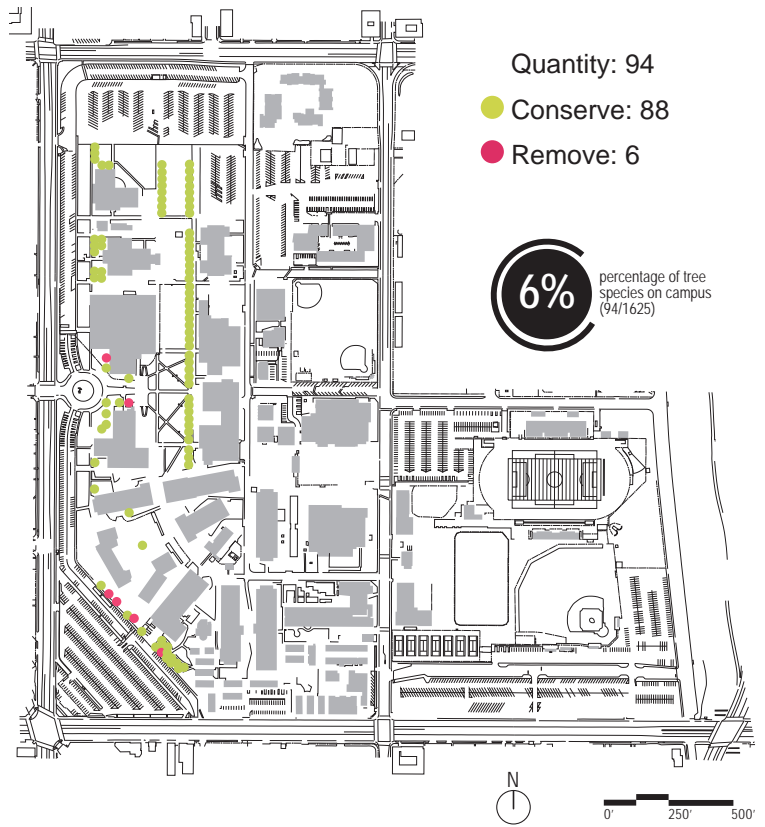 Quantity: 94
Conserve: 88
Remove: 6
6%
percentage of tree
species on campus
(94/1625)
N
0' 250' 500'